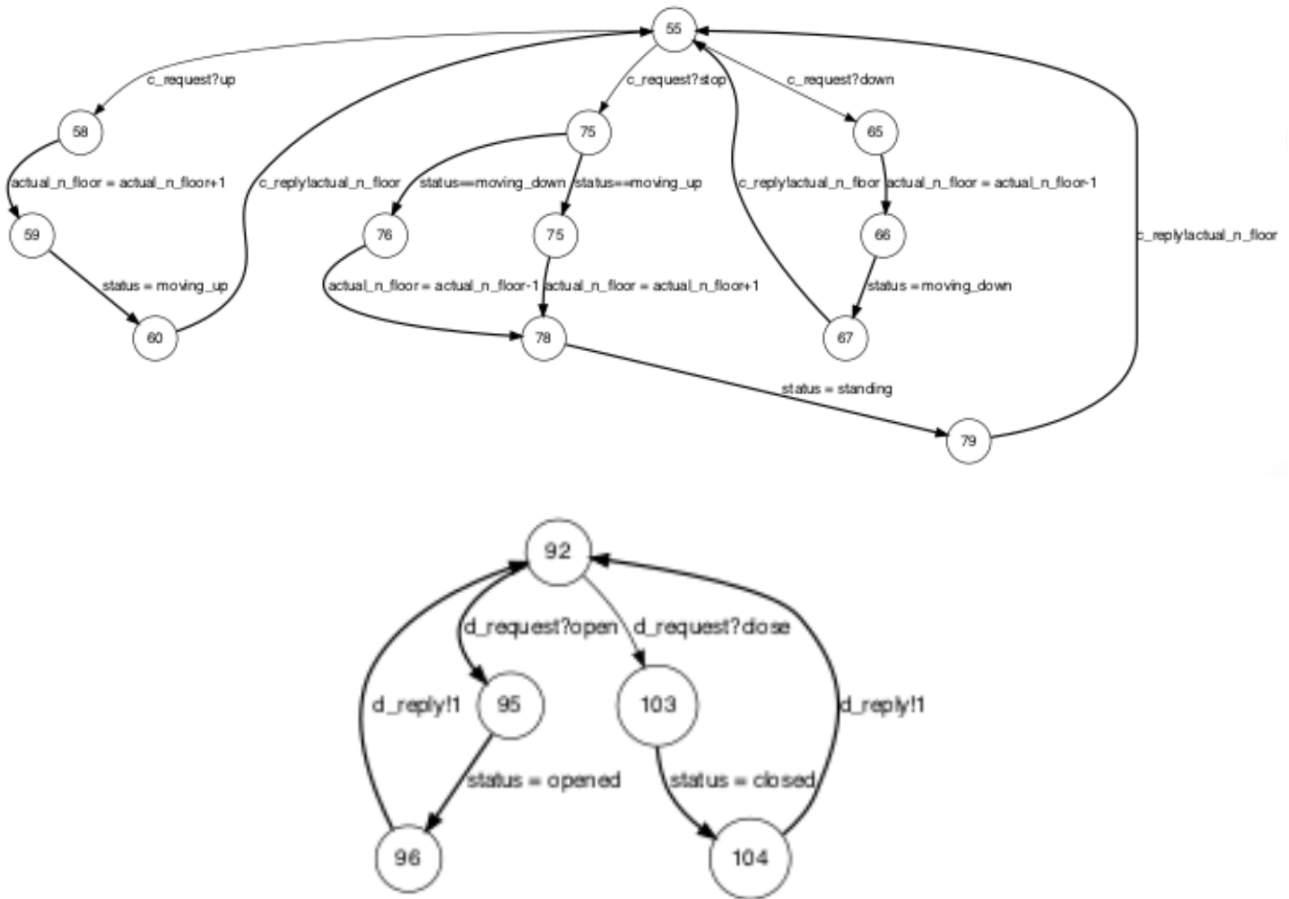 55
c_request?up
c_request?stop
c_request?down
58
75
65
actual_n_floor = actual_n_floor+1
c_reply!actual_n_floor
status==moving_down
status==moving_up
c_reply!actual_n_floor
actual_n_floor = actual_n_floor-1
59
76
75
66
c_reply!actual_n_floor
status = moving_up
actual_n_floor = actual_n_floor-1
actual_n_floor = actual_n_floor+1
status = moving_down
60
78
67
status = standing
79
92
d_request?open
d_request?close
d_reply!1
95
103
d_reply!1
status = opened
status = closed
96
104